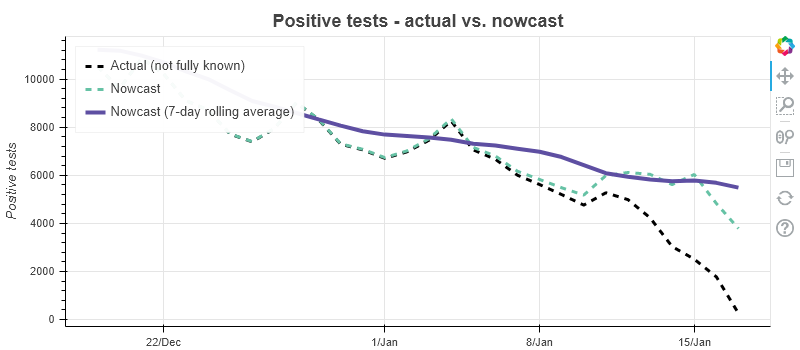 Positive tests - actual vs. nowcast
Actual (not fully known)
Nowcast
Nowcast (7-day rolling average)
Positive tests
10000
8000
6000
4000
2000
0
22/Dec
1/Jan
8/Jan
15/Jan